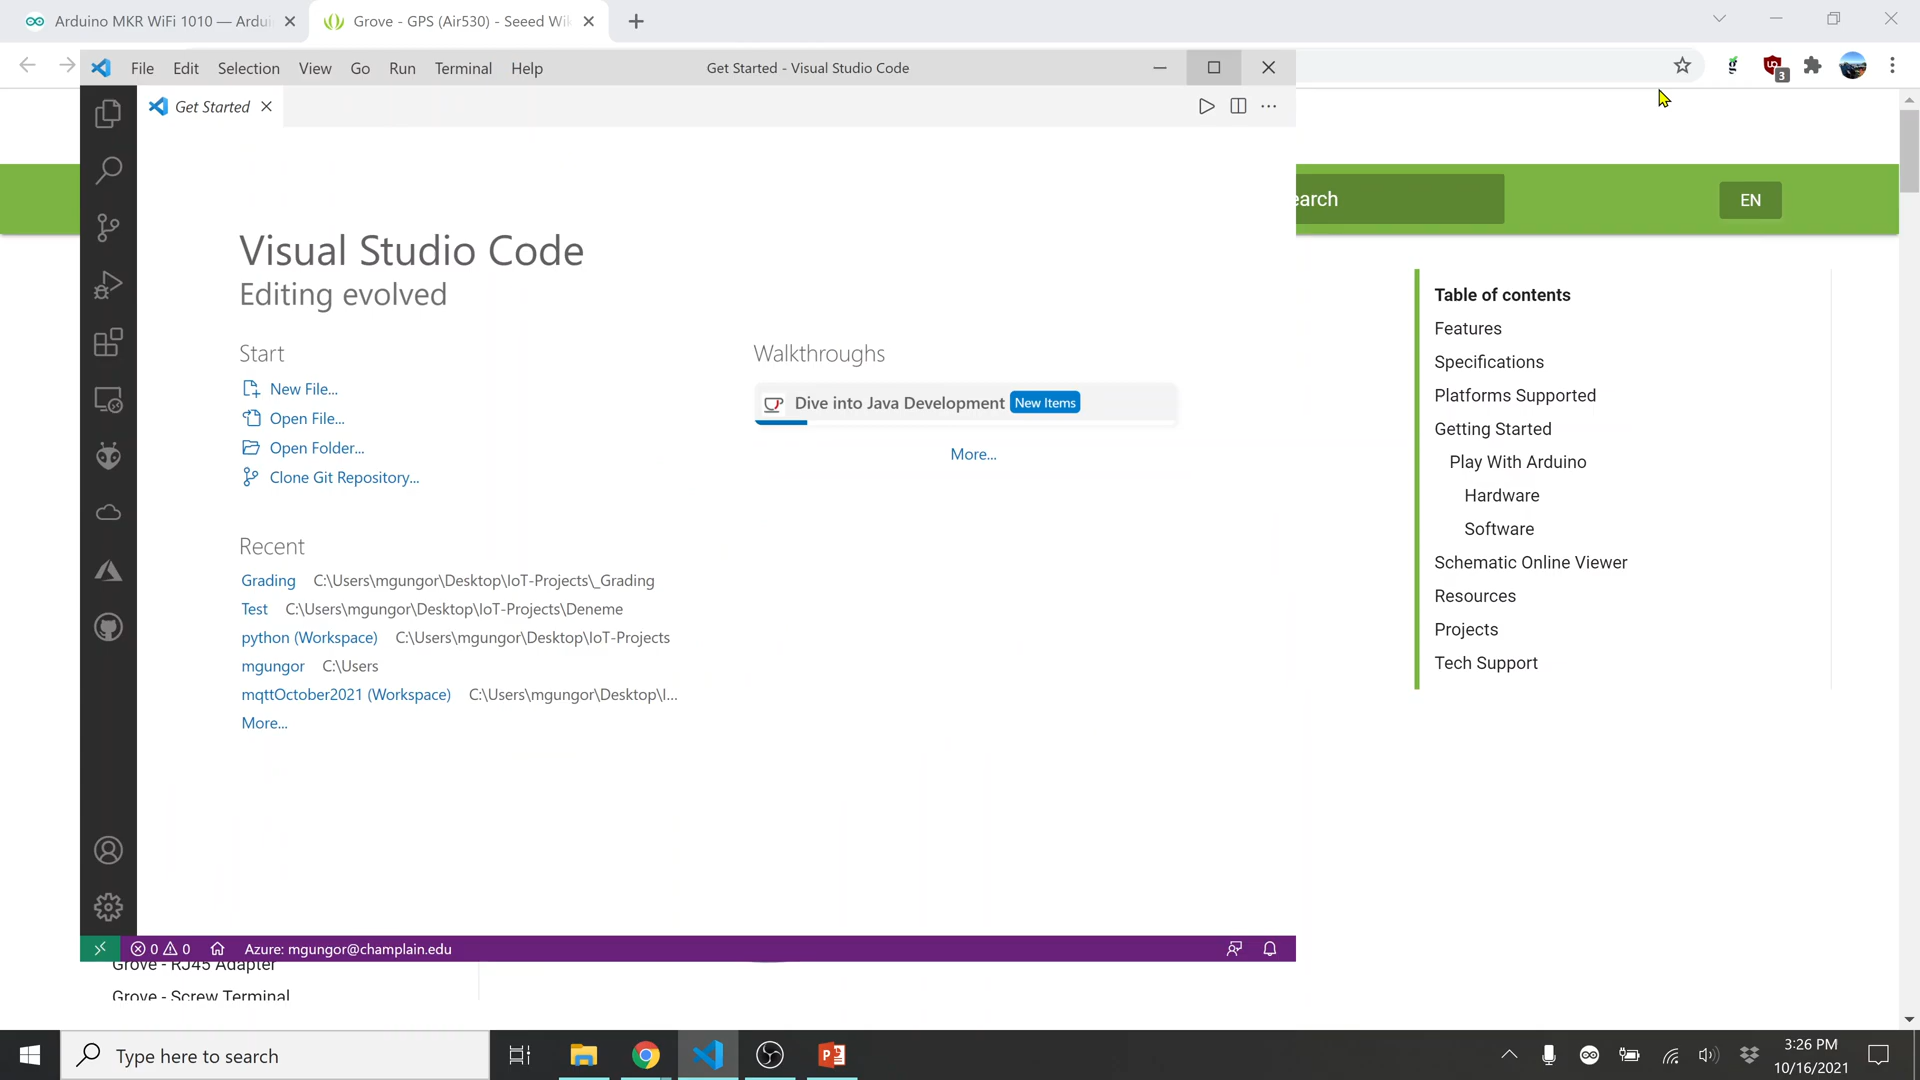 Arduino MKR WiFi 1010 — Ardui
Grove - GPS (Air530) - Seeed Wik
File Edit Selection View Go Run Terminal Help
Get Started - Visual Studio Code
3
Get Started
earch
EN
Visual Studio Code
Editing evolved
Start
New File...
Open File...
Open Folder...
Clone Git Repository...
Walkthroughs
Dive into Java Development New Items
More...
Recent
Grading C:\Users\mgungor\Desktop\IoT-Projects\_Grading
Test C:\Users\mgungor\Desktop\IoT-Projects\Deneme
python (Workspace) C:\Users\mgungor\Desktop\IoT-Projects
mgungor C:\Users
mqttOctober2021 (Workspace) C:\Users\mgungor\Desktop\I...
More...
Table of contents
Features
Specifications
Platforms Supported
Getting Started
Play With Arduino
Hardware
Software
Schematic Online Viewer
Resources
Projects
Tech Support
0 0 Azure: mgungor@champlain.edu
Grove - RJ45 Adapter
Grove - Screw Terminal
Type here to search
3:26 PM
10/16/2021